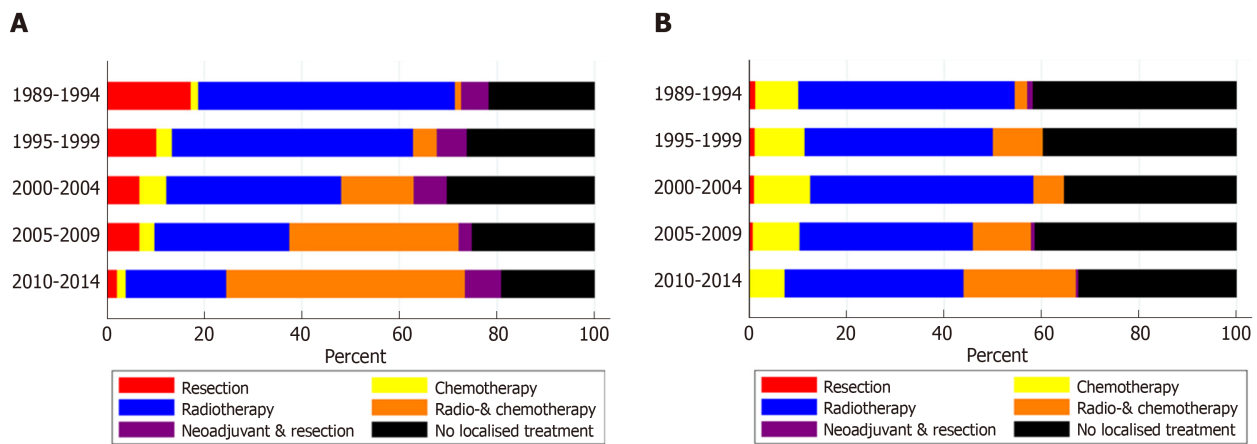 A
1989-1994
1995-1999
2000-2004
2005-2009
2010-2014
0 20 40 60 80 100
Percent
Resection Chemotherapy
Radiotherapy Radio-& chemotherapy
Neoadjuvant & resection No localised treatment
B
1989-1994
1995-1999
2000-2004
2005-2009
2010-2014
0 20 40 60 80 100
Percent
Resection Chemotherapy
Radiotherapy Radio-& chemotherapy
Neoadjuvant & resection No localised treatment